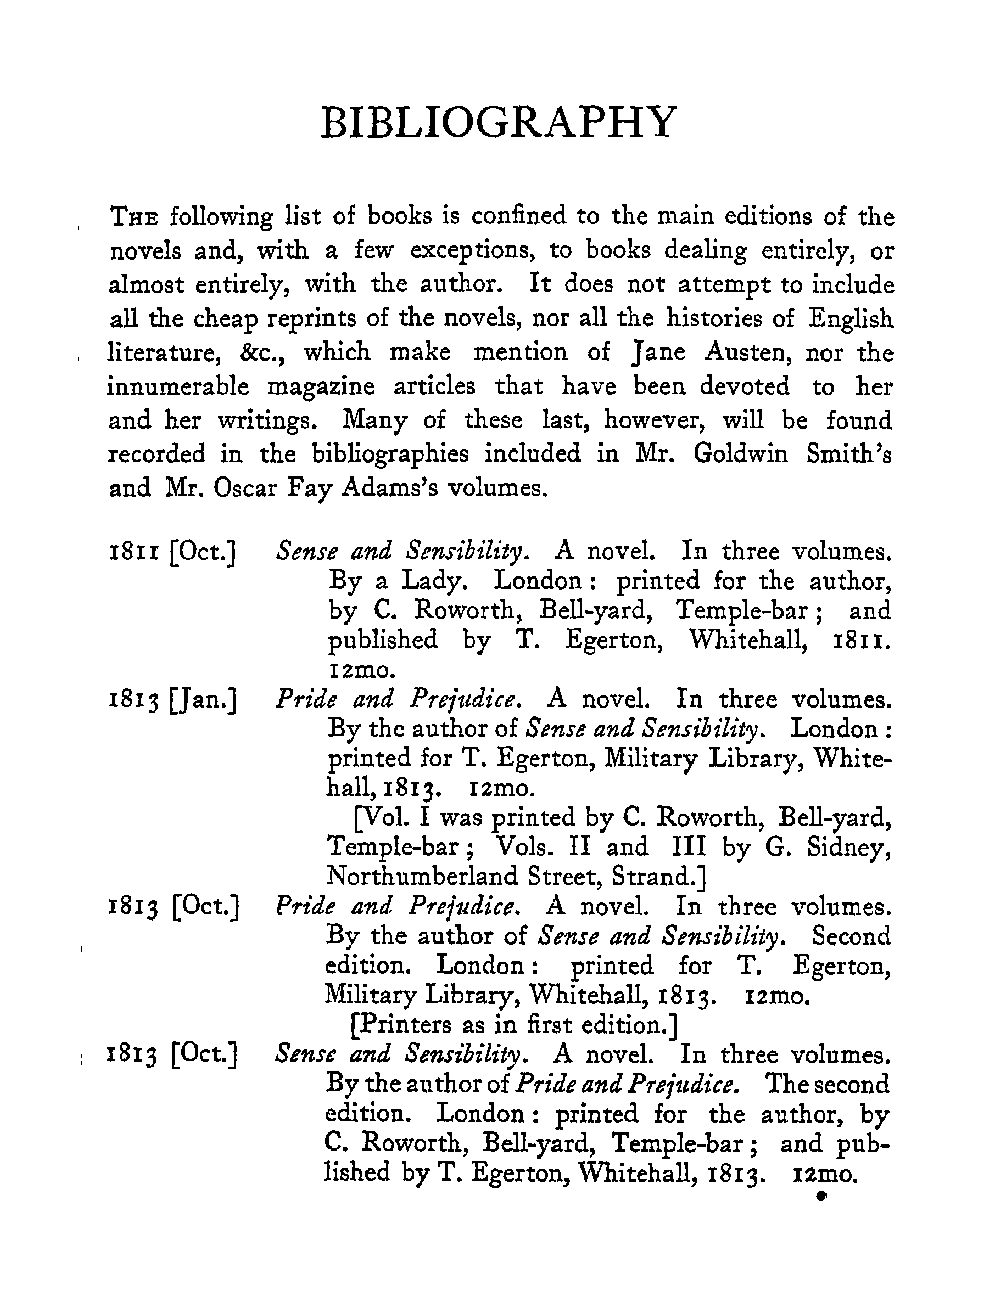 BIBLIOGRAPHY
THE following list of books is confined to the main editions of the
novels and, with a few exceptions, to books dealing entirely, or
almost entirely, with the author. It does not attempt to include
all the cheap reprints of the novels, nor all the histories of English
literature, &c., which make mention of Jane Austen, nor the
innumerable magazine articles that have been devoted to her
and her writings. Many of these last, however, will be found
recorded in the bibliographies included in Mr. Goldwin Smith's
and Mr. Oscar Fay Adams's volumes.
1811 [Oct.] Sense and Sensibility. A novel. In three volumes.
By a Lady. London: printed for the author,
by C. Roworth, Bell-yard, Temple-bar; and
published by T. Egerton, Whitehall, 1811.
12mo.
1813 [Jan.] Pride and Prejudice. A novel. In three volumes.
By the author of Sense and Sensibility. London:
printed for T. Egerton, Military Library, White-
hall, 1813. 12mo.
[Vol. I was printed by C. Roworth, Bell-yard,
Temple-bar; Vols. II and III by G. Sidney,
Northumberland Street, Strand.]
1813 [Oct.] Pride and Prejudice. A novel. In three volumes.
By the author of Sense and Sensibility. Second
edition. London: printed for T. Egerton,
Military Library, Whitehall, 1813. 12mo.
[Printers as in first edition.]
1813 [Oct.] Sense and Sensibility. A novel. In three volumes.
By the author of Pride and Prejudice. The second
edition. London: printed for the author, by
C. Roworth, Bell-yard, Temple-bar; and pub-
lished by T. Egerton, Whitehall, 1813. 12mo.